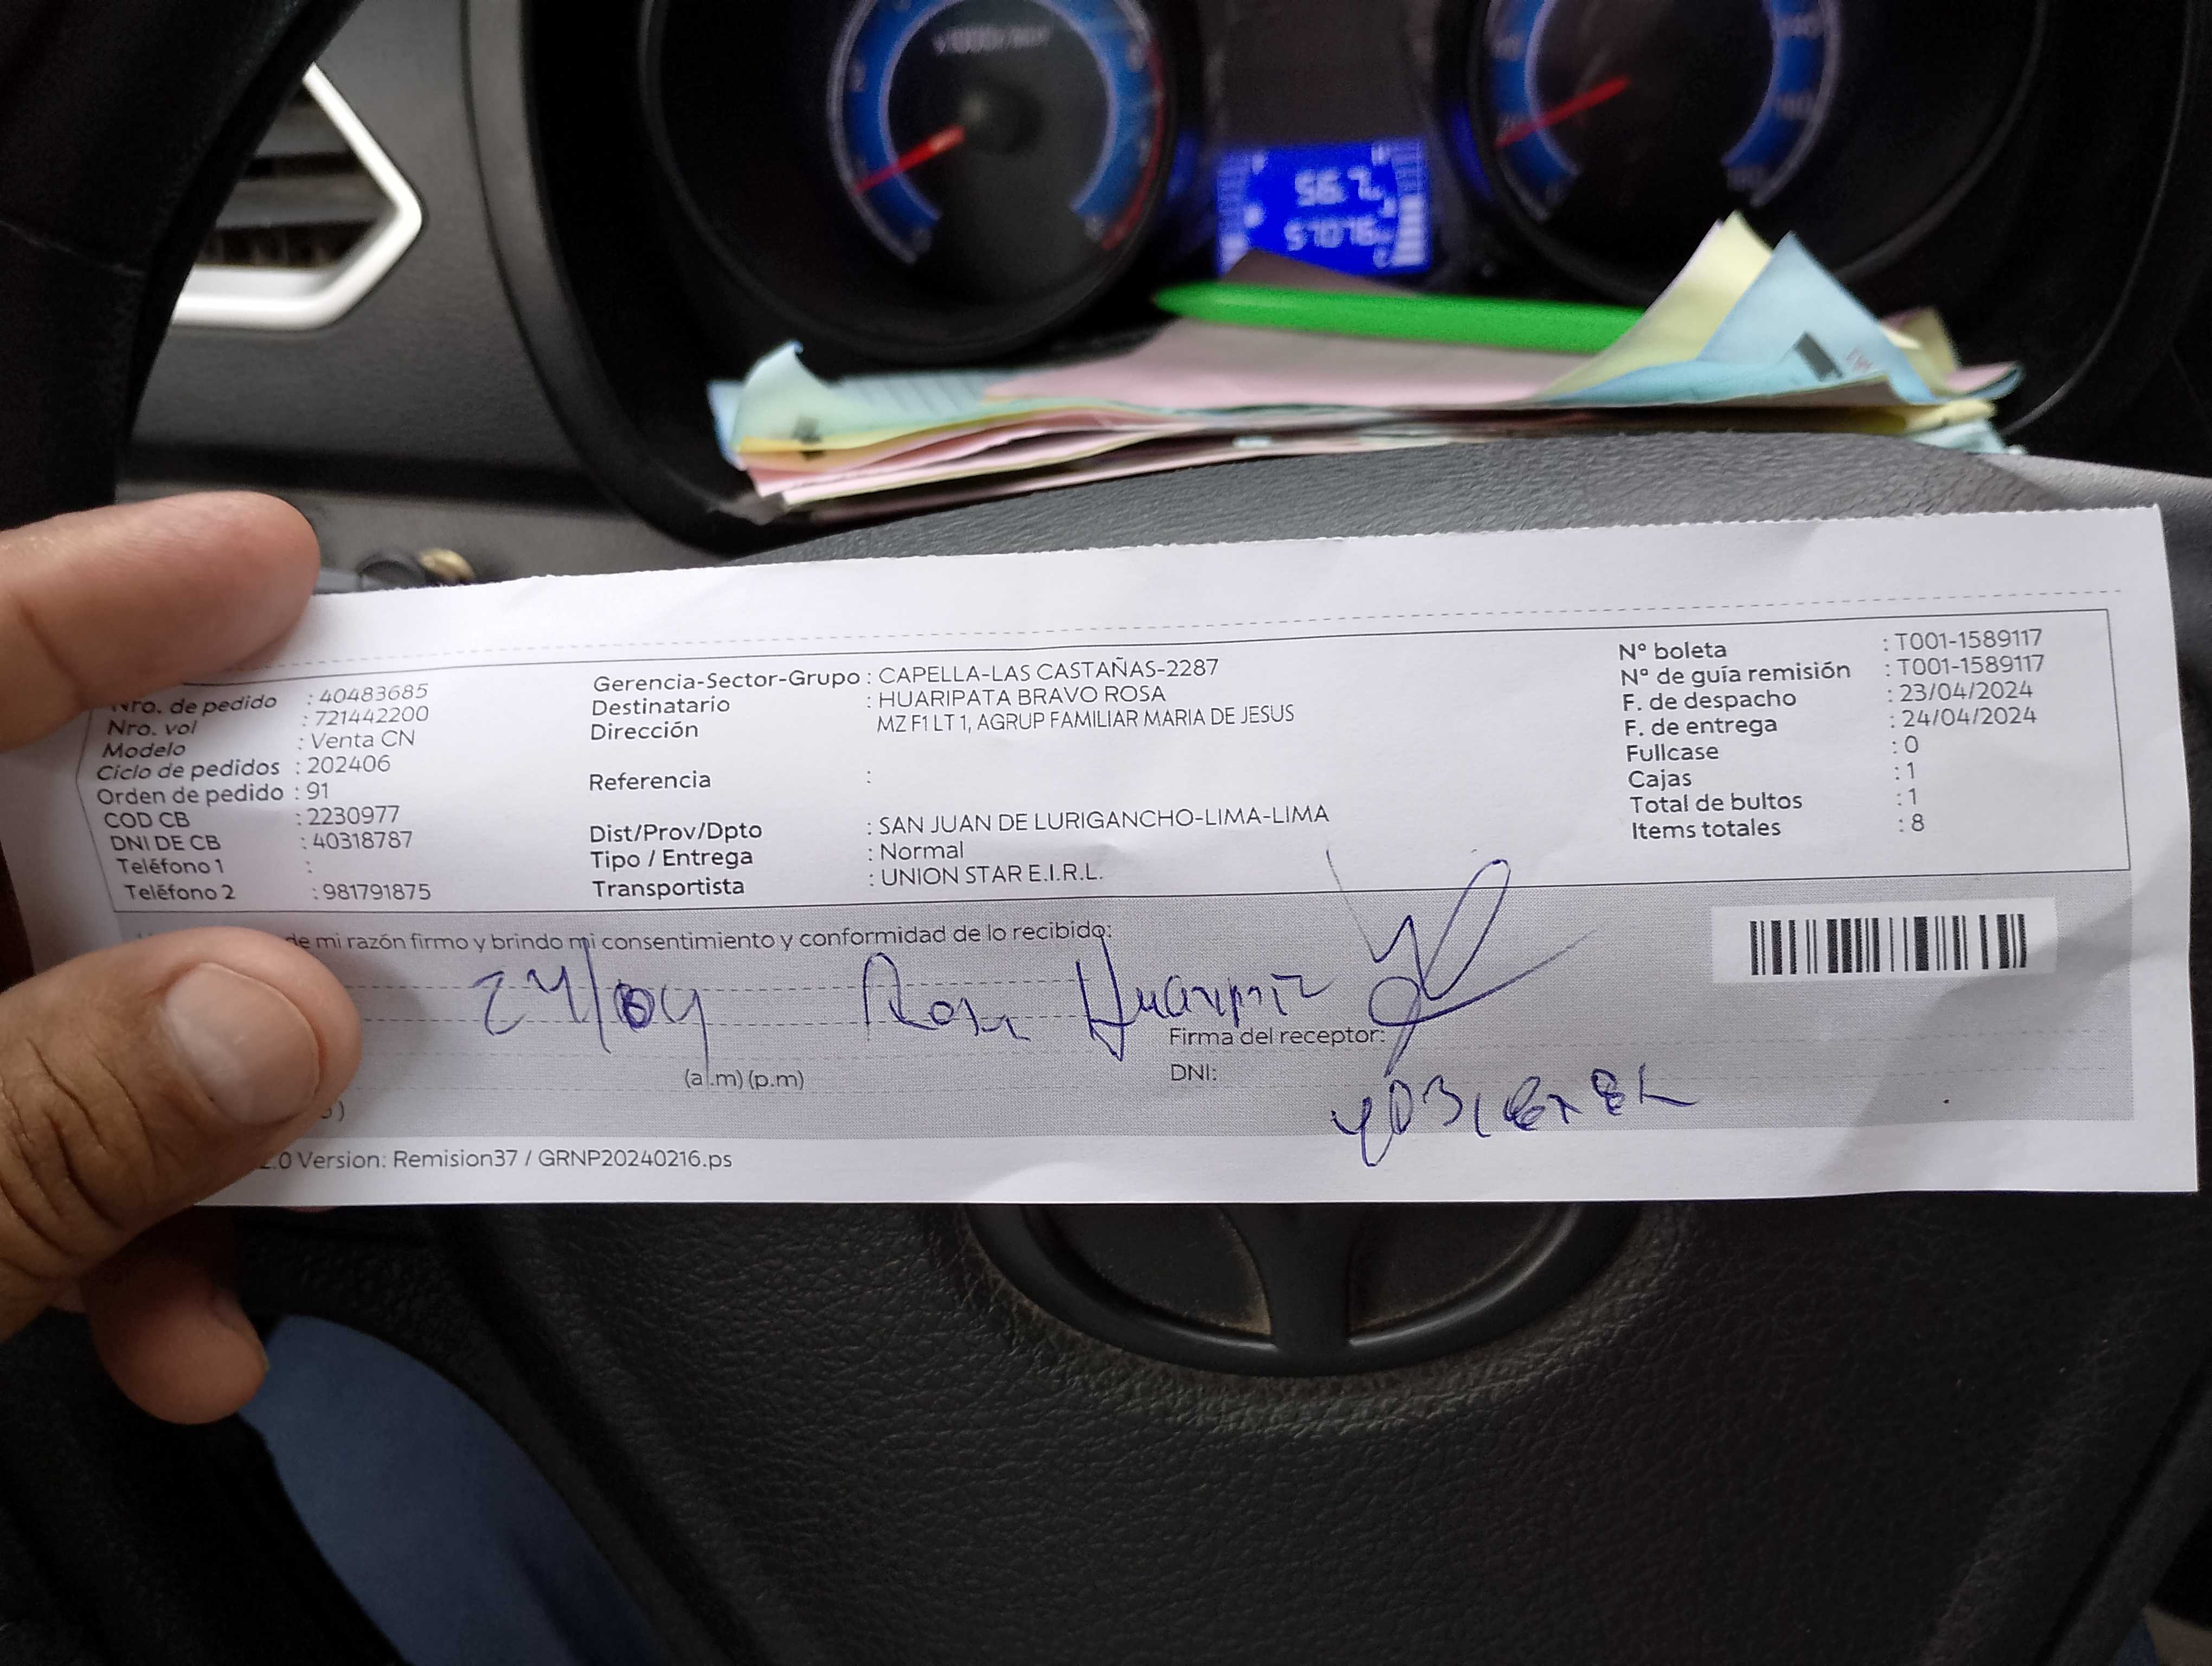 Nro. de pedido : 40483685
Nro. vol : 721442200
Modelo : Venta CN
Ciclo de pedidos : 202406
Orden de pedido : 91
COD CB : 2230977
DNI DE CB : 40318787
Teléfono 1 :
Teléfono 2 : 981791875
Gerencia-Sector-Grupo : CAPELLA-LAS CASTAÑAS-2287
Destinatario : HUARIPATA BRAVO ROSA
Dirección MZ F1 LT 1, AGRUP FAMILIAR MARIA DE JESUS
Referencia :
Dist/Prov/Dpto : SAN JUAN DE LURIGANCHO-LIMA-LIMA
Tipo / Entrega : Normal
Transportista : UNION STAR E.I.R.L.
N° boleta : T001-1589117
N° de guía remisión : T001-1589117
F. de despacho : 23/04/2024
F. de entrega : 24/04/2024
Fullcase : 0
Cajas : 1
Total de bultos : 1
Items totales : 8
de mi razón firmo y brindo mi consentimiento y conformidad de lo recibido:
24/04 Rosa
Firma del receptor:
(a.m) (p.m)
DNI:
2.0 Version: Remision37 / GRNP20240216.ps
56.7